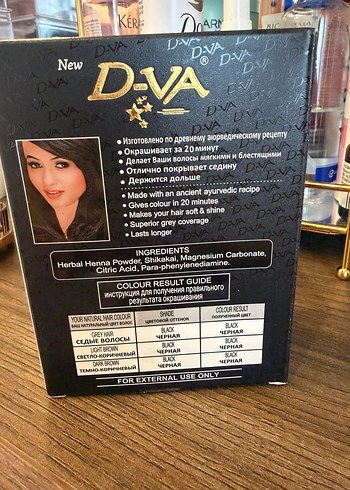 New D-VA®
• Изготовлено по древнему аюрведическому рецепту
• Окрашивает за 20 минут
• Делает Ваши волосы мягкими и блестящими
• Отлично покрывает седину
• Держится дольше
• Made with an ancient ayurvedic recipe
• Gives colour in 20 minutes
• Makes your hair soft & shine
• Superior grey coverage
• Lasts longer
INGREDIENTS
Herbal Henna Powder, Shikakai, Magnesium Carbonate,
Citric Acid, Para-phenylenediamine.
COLOUR RESULT GUIDE
инструкция для получения правильного
результата окрашивания
YOUR NATURAL HAIR COLOUR SHADE COLOUR RESULT
ВАШ НАТУРАЛЬНЫЙ ЦВЕТ ВОЛОС ЦВЕТОВОЙ ОТТЕНОК ПОЛУЧЕННЫЙ ЦВЕТ
GREY HAIR BLACK BLACK
СЕДЫЕ ВОЛОСЫ ЧЕРНАЯ ЧЕРНАЯ
LIGHT BROWN BLACK BLACK
СВЕТЛО-КОРИЧНЕВЫЙ ЧЕРНАЯ ЧЕРНАЯ
DARK BROWN BLACK BLACK
ТЕМНО-КОРИЧНЕВЫЙ ЧЕРНАЯ ЧЕРНАЯ
FOR EXTERNAL USE ONLY